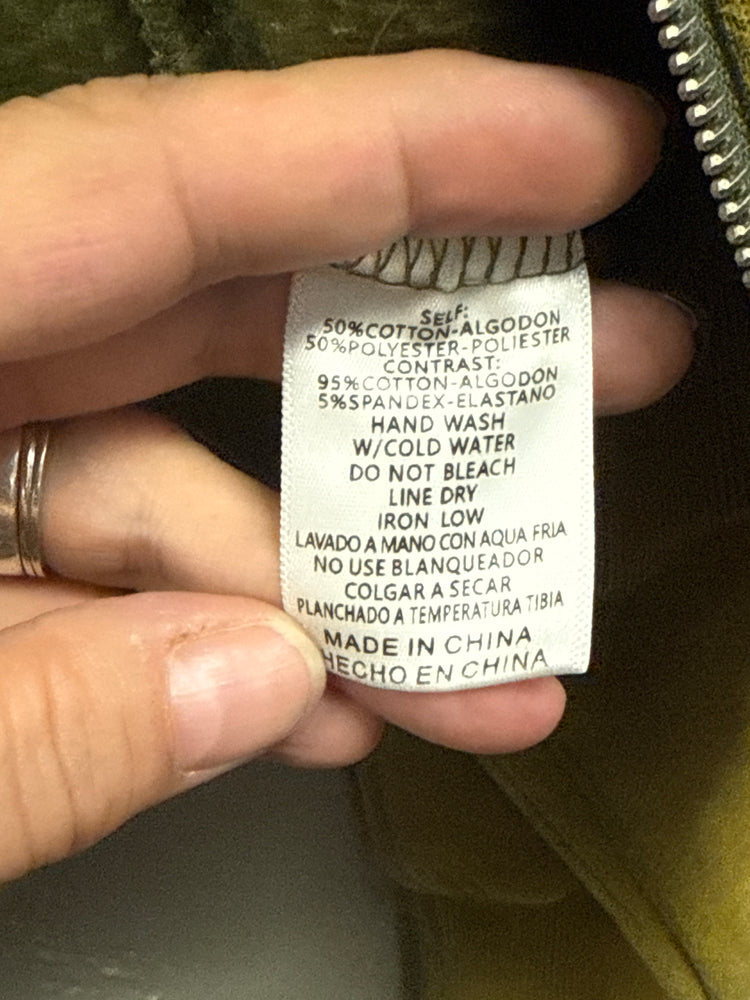 SELF:
50%COTTON-ALGODON
50%POLYESTER-POLIESTER
CONTRAST:
95%COTTON-ALGODON
5%SPANDEX-ELASTANO
HAND WASH
W/COLD WATER
DO NOT BLEACH
LINE DRY
IRON LOW
LAVADO A MANO CON AQUA FRIA
NO USE BLANQUEADOR
COLGAR A SECAR
PLANCHADO A TEMPERATURA TIBIA
MADE IN CHINA
HECHO EN CHINA